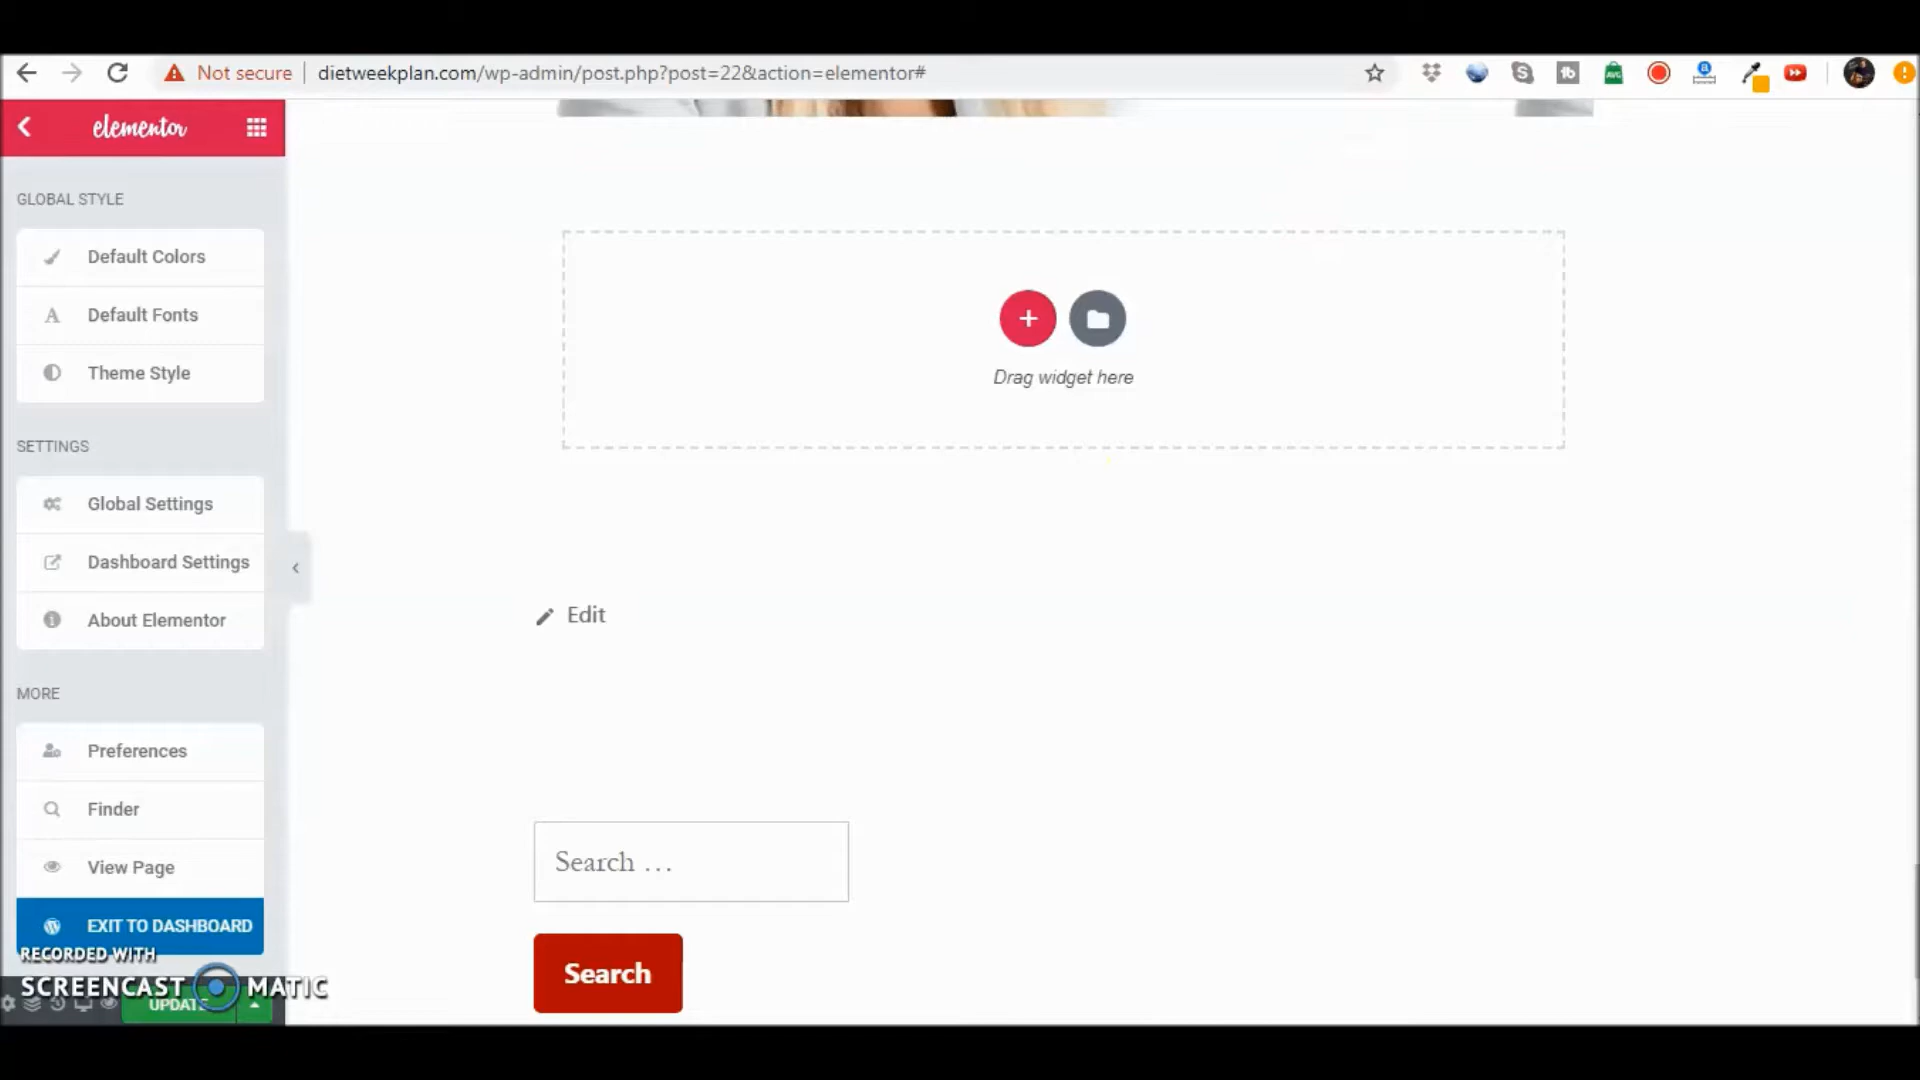 Not secure
dietweekplan.com/wp-admin/post.php?post=22&action=elementor#
elementor
GLOBAL STYLE
Default Colors
Default Fonts
Theme Style
SETTINGS
Global Settings
Dashboard Settings
About Elementor
MORE
Preferences
Finder
View Page
EXIT TO DASHBOARD
RECORDED WITH
SCREENCAST MATIC
UPDATE
Drag widget here
Edit
Search ...
Search